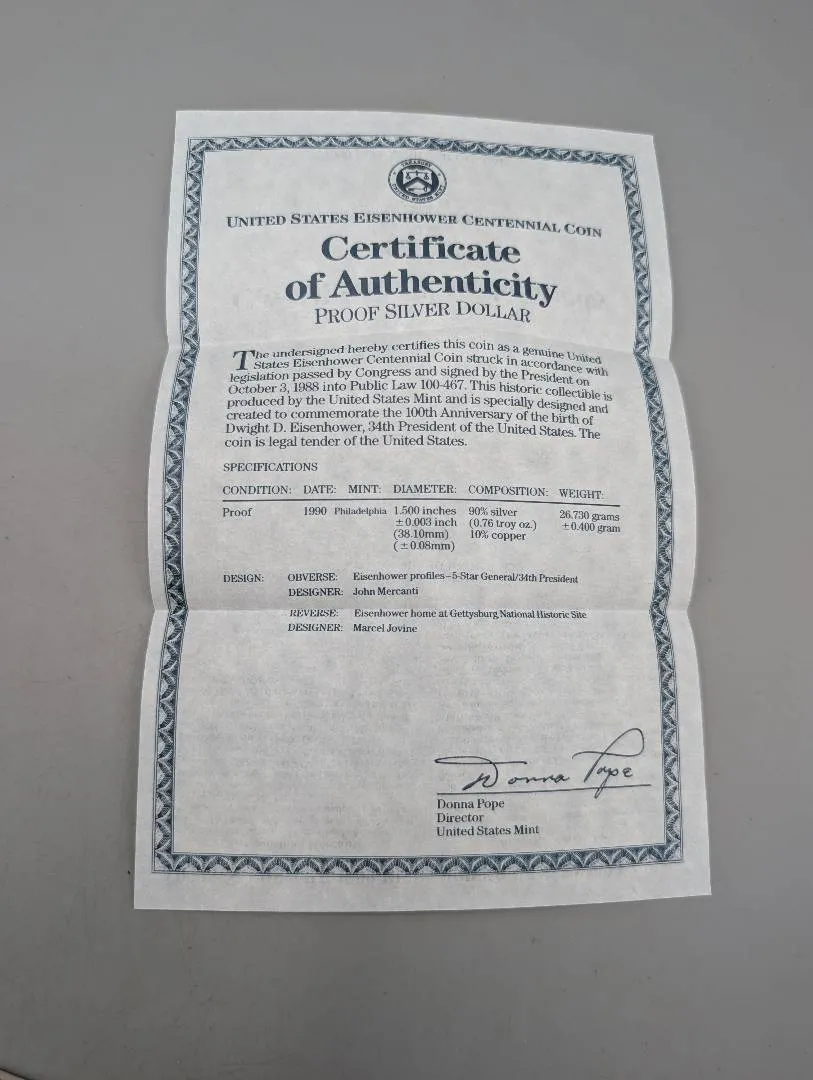 UNITED STATES EISENHOWER CENTENNIAL COIN
Certificate
of Authenticity
PROOF SILVER DOLLAR
The undersigned hereby certifies this coin as a genuine United
States Eisenhower Centennial Coin struck in accordance with
legislation passed by Congress and signed by the President on
October 3, 1988 into Public Law 100-467. This historic collectible is
produced by the United States Mint and is specially designed and
created to commemorate the 100th Anniversary of the birth of
Dwight D. Eisenhower, 34th President of the United States. The
coin is legal tender of the United States.
SPECIFICATIONS
CONDITION: DATE: MINT: DIAMETER: COMPOSITION: WEIGHT:
Proof 1990 Philadelphia 1.500 inches 90% silver 26.730 grams
±0.003 inch (0.76 troy oz.) ±0.400 gram
(38.10mm) 10% copper
(±0.08mm)
DESIGN: OBVERSE: Eisenhower profiles–5-Star General/34th President
DESIGNER: John Mercanti
REVERSE: Eisenhower home at Gettysburg National Historic Site
DESIGNER: Marcel Jovine
Donna Pope
Donna Pope
Director
United States Mint